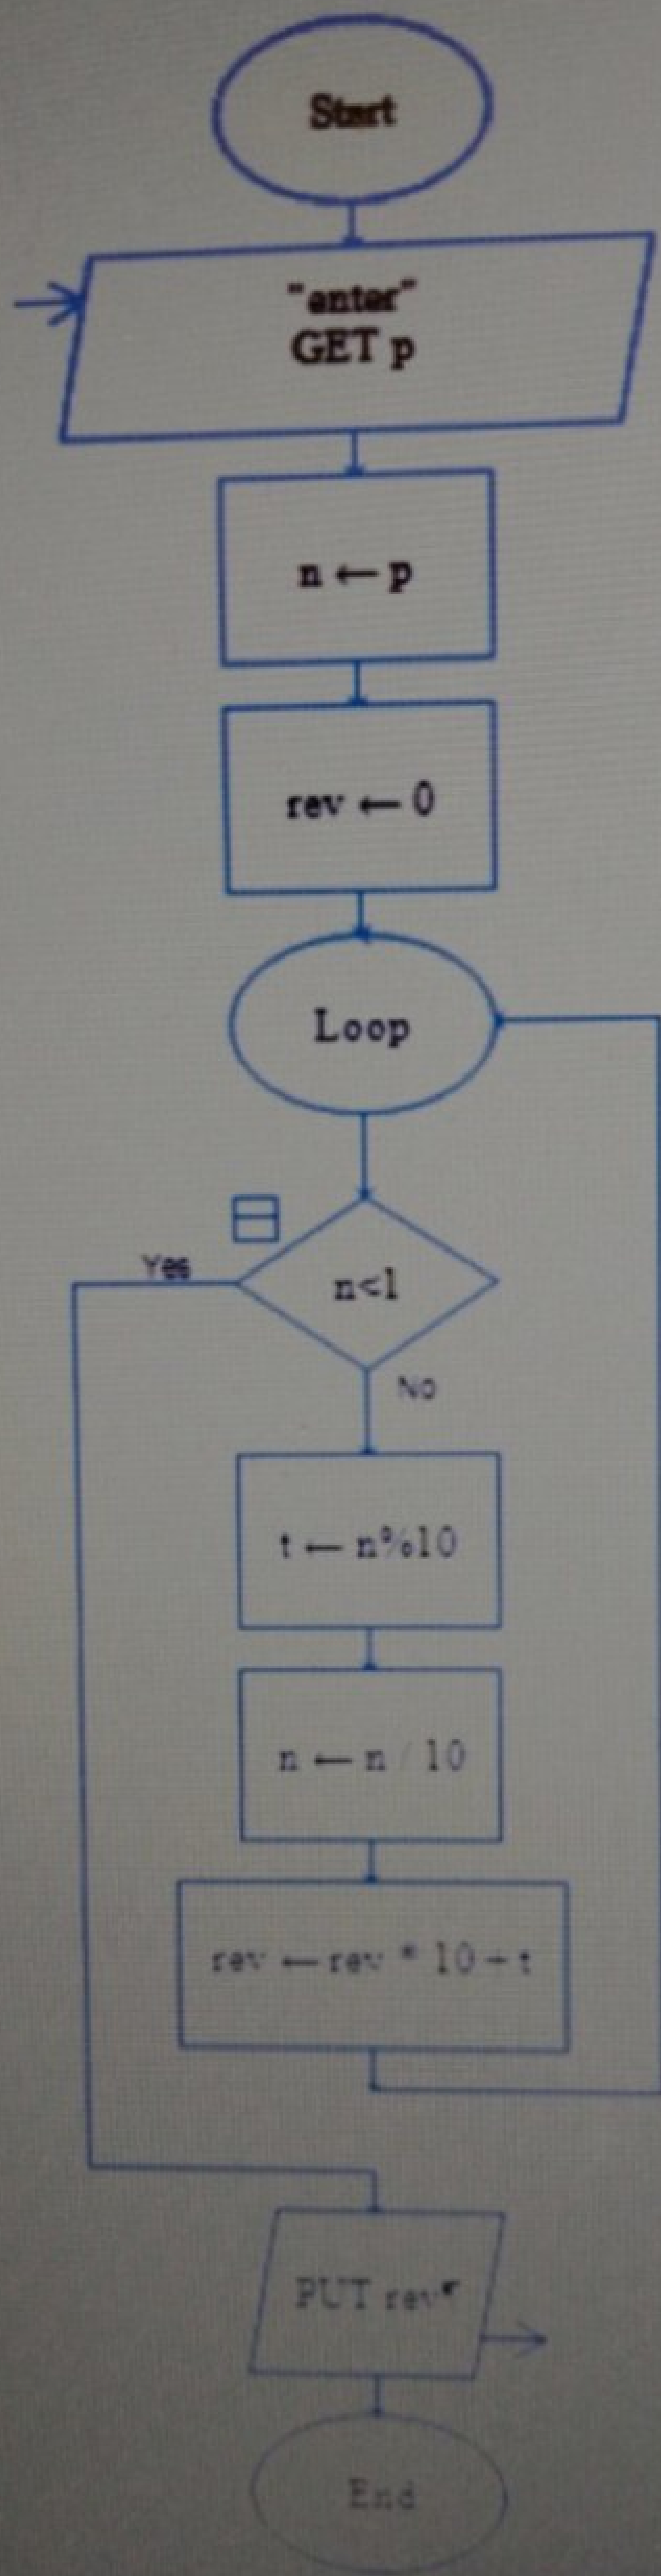 Start
"enter"
GET p
n ← p
rev ← 0
Loop
Yes
n<1
No
t ← n%10
n ← n / 10
rev ← rev * 10 + t
PUT rev¶
End